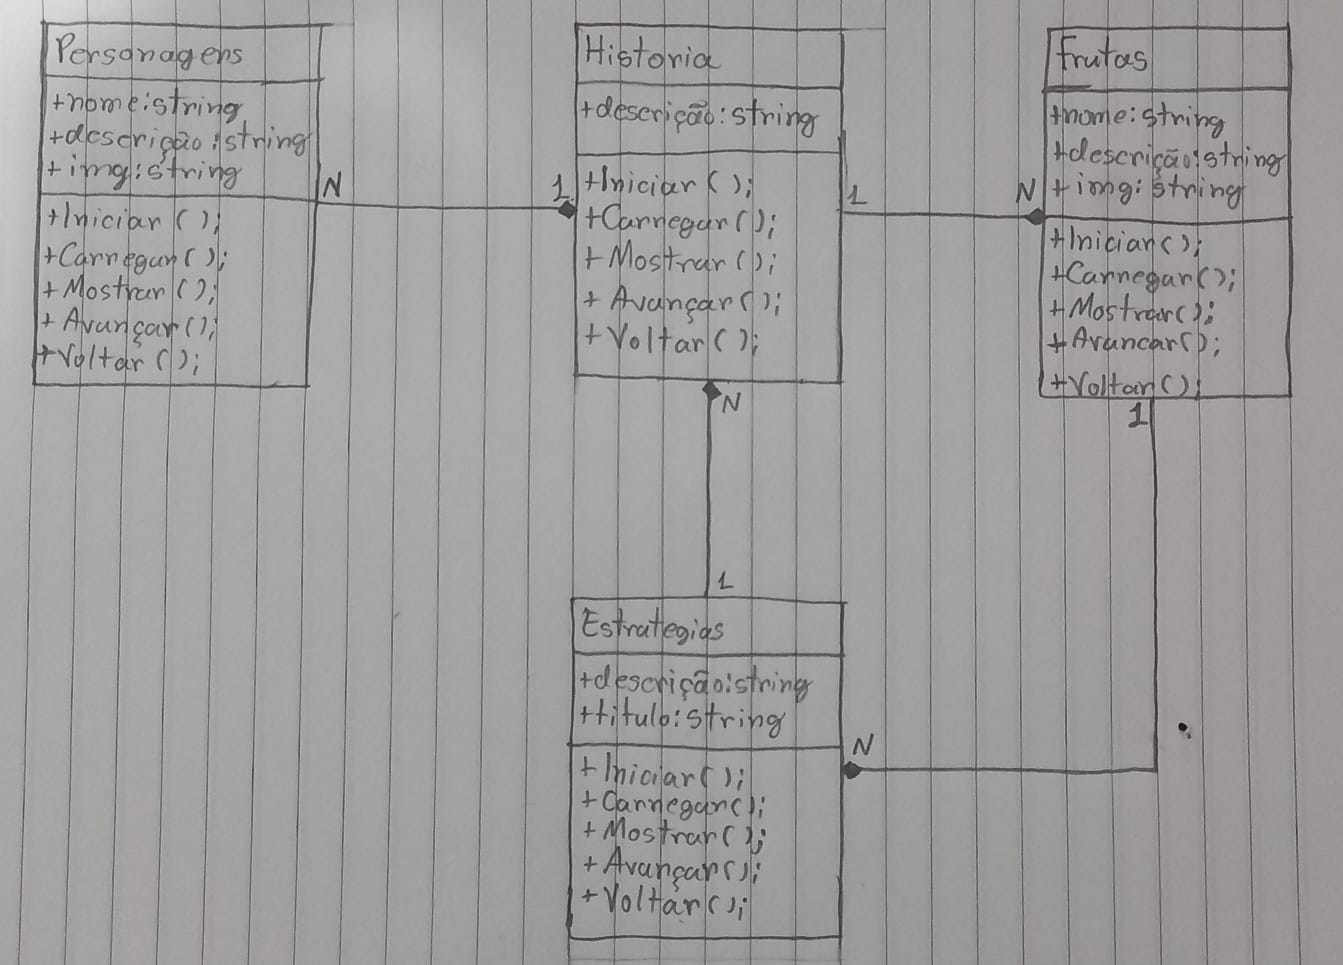 Personagens
+nome:string
+descrição:string
+img:string
+Iniciar();
+Carregar();
+Mostrar();
+Avançar();
+Voltar();
N
1
Historia
+descrição:string
+Iniciar();
+Carregar();
+Mostrar();
+Avançar();
+Voltar();
1
N
Frutas
+nome:string
+descrição:string
+img:string
+Iniciar();
+Carregar();
+Mostrar();
+Avancar();
+Voltar();
N
1
1
Estrategias
+descrição:string
+titulo:string
+Iniciar();
+Carregar();
+Mostrar();
+Avançar();
+Voltar();
N